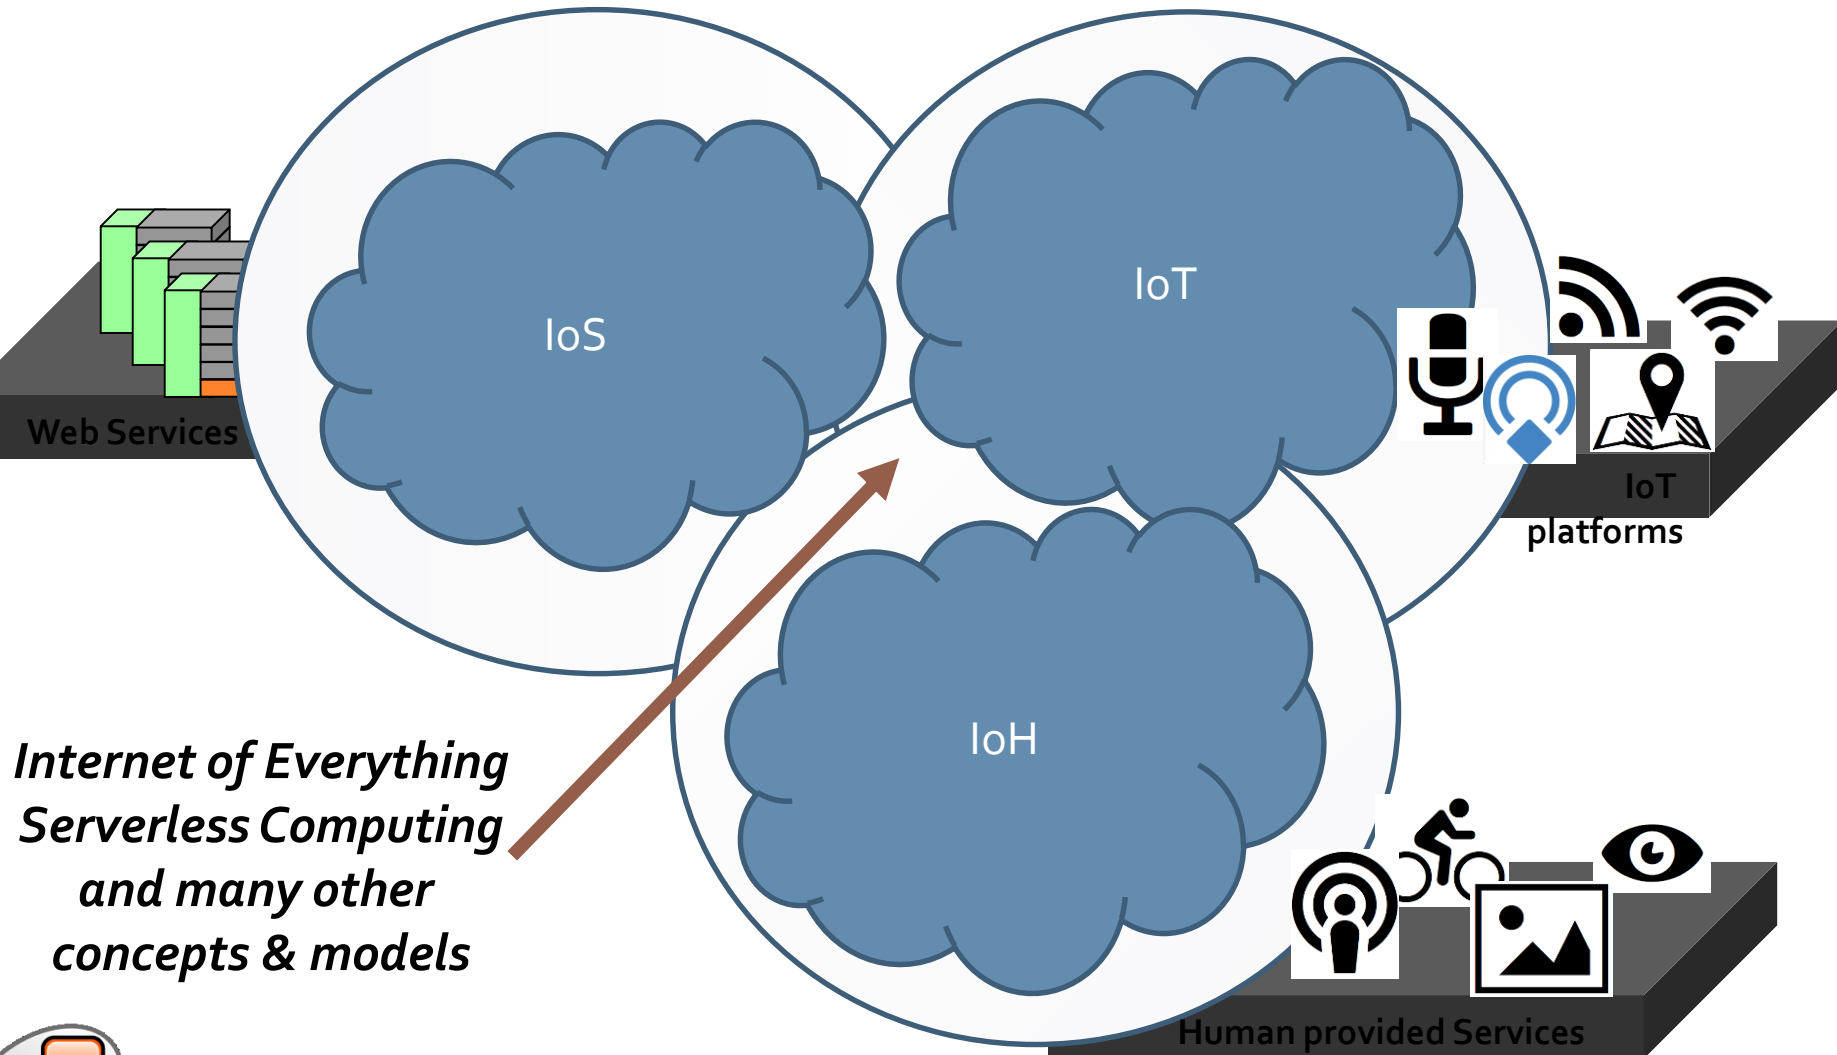 IoS
IoT
Web Services
IoT
platforms
IoH
Internet of Everything
Serverless Computing
and many other
concepts & models
Human provided Services